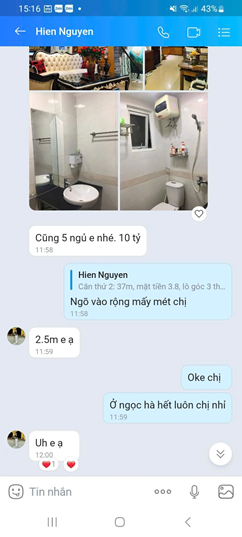 15:16
43%
Hien Nguyen
Cũng 5 ngủ e nhé. 10 tỷ
11:58
Hien Nguyen
Căn thứ 2: 37m, mặt tiền 3.8, lô góc 3 th...
Ngõ vào rộng mấy mét chị
11:58
2.5m e ạ
11:59
Oke chị
Ở ngọc hà hết luôn chị nhỉ
11:59
Uh e ạ
12:00
1
Tin nhắn